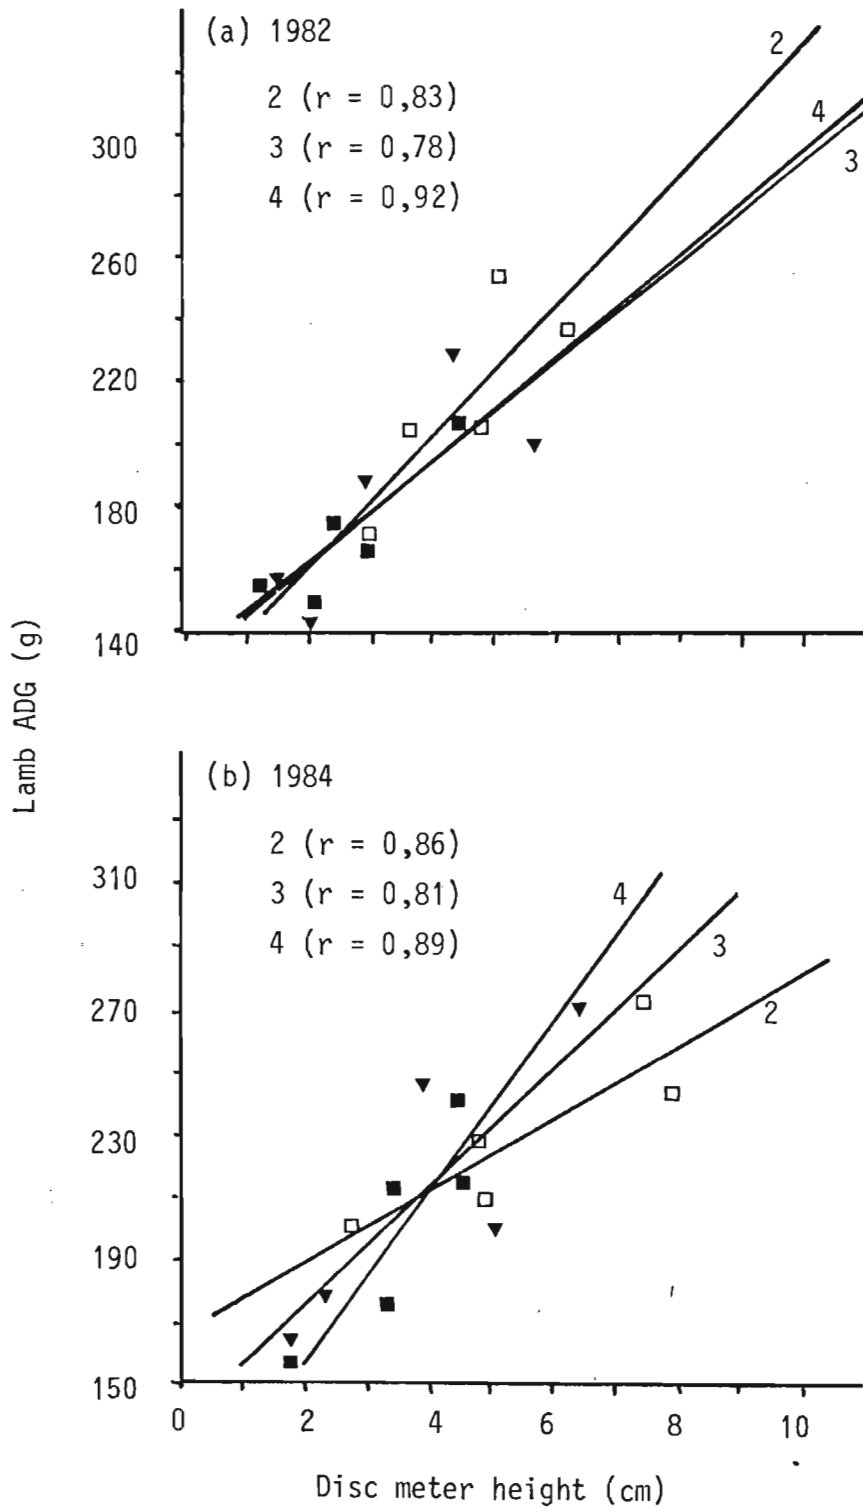 (a) 1982
2 (r = 0,83)
3 (r = 0,78)
4 (r = 0,92)
2
4
3
300
260
220
180
140
Lamb ADG (g)
(b) 1984
2 (r = 0,86)
3 (r = 0,81)
4 (r = 0,89)
4
3
2
310
270
230
190
150
0 2 4 6 8 10
Disc meter height (cm)